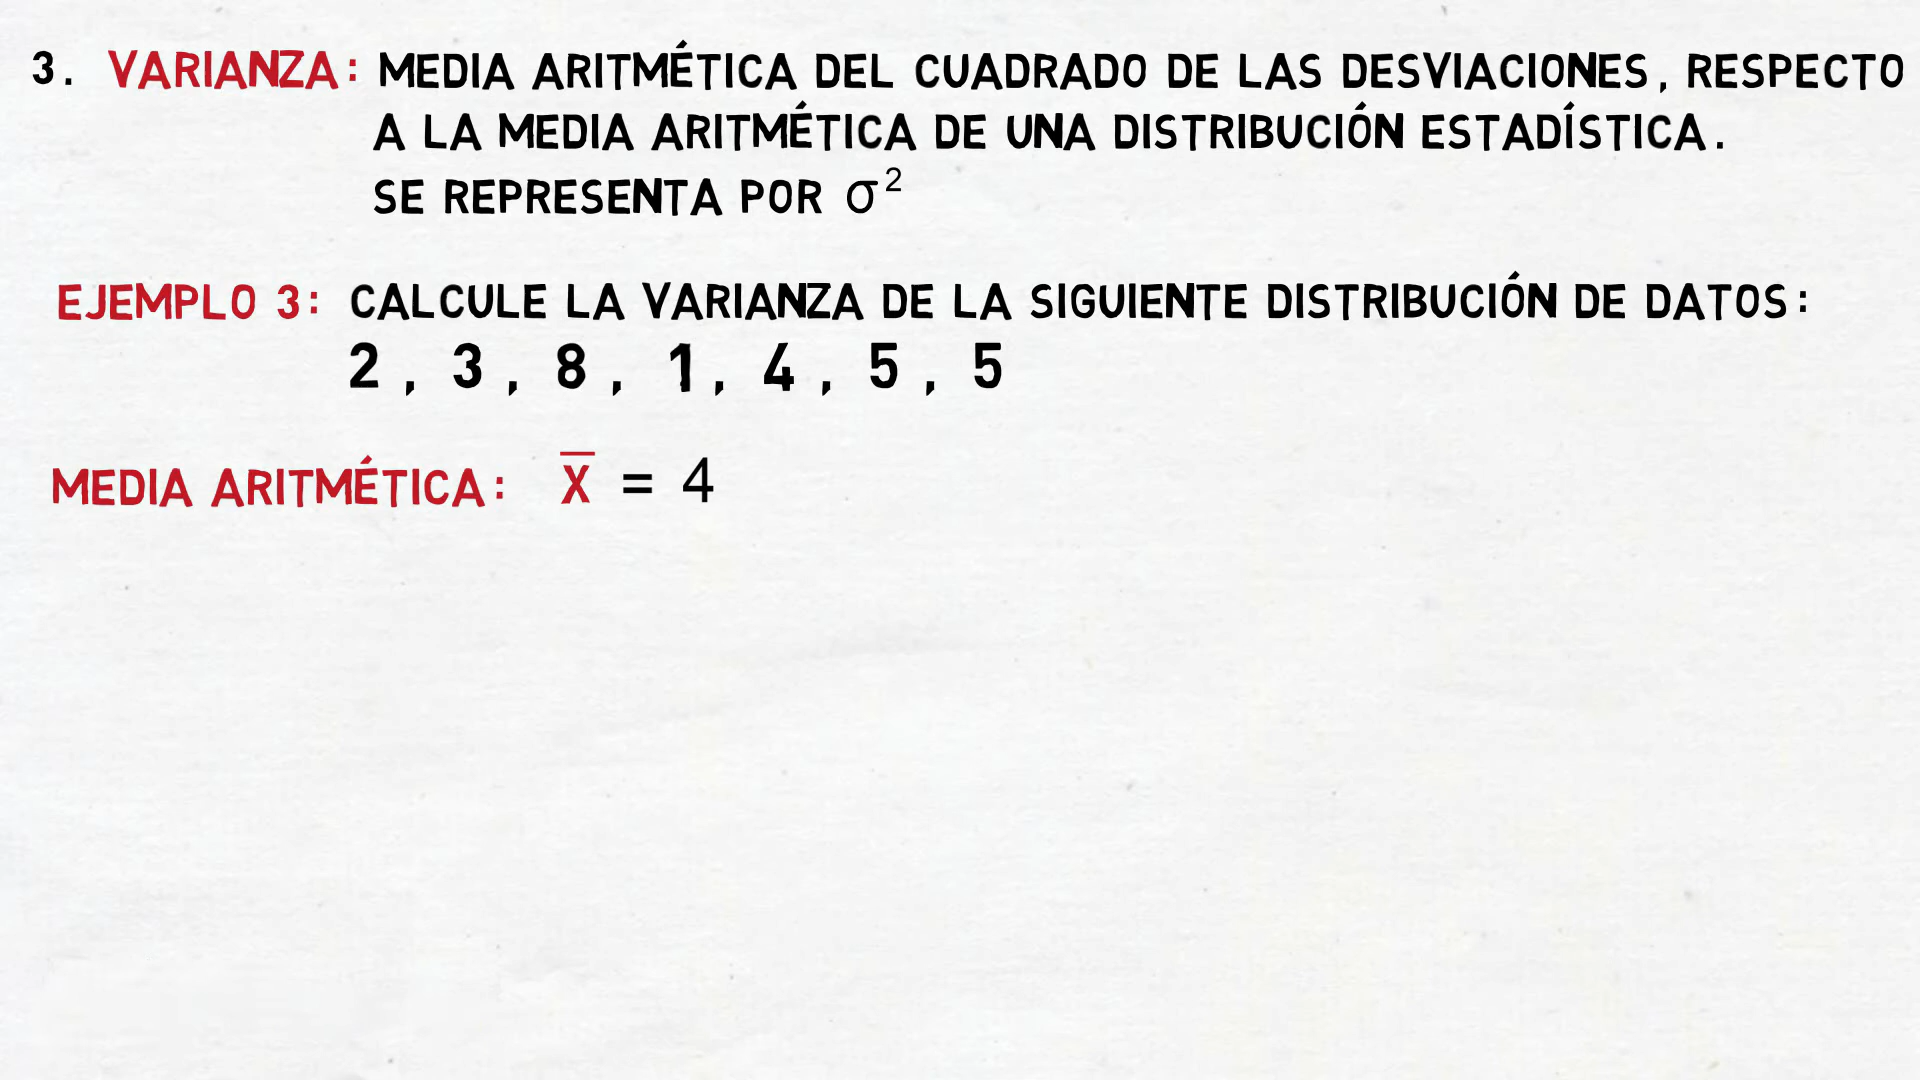 3. VARIANZA: MEDIA ARITMÉTICA DEL CUADRADO DE LAS DESVIACIONES, RESPECTO
A LA MEDIA ARITMÉTICA DE UNA DISTRIBUCIÓN ESTADÍSTICA.
SE REPRESENTA POR σ²
EJEMPLO 3: CALCULE LA VARIANZA DE LA SIGUIENTE DISTRIBUCIÓN DE DATOS:
2, 3, 8, 1, 4, 5, 5
MEDIA ARITMÉTICA: x̄ = 4